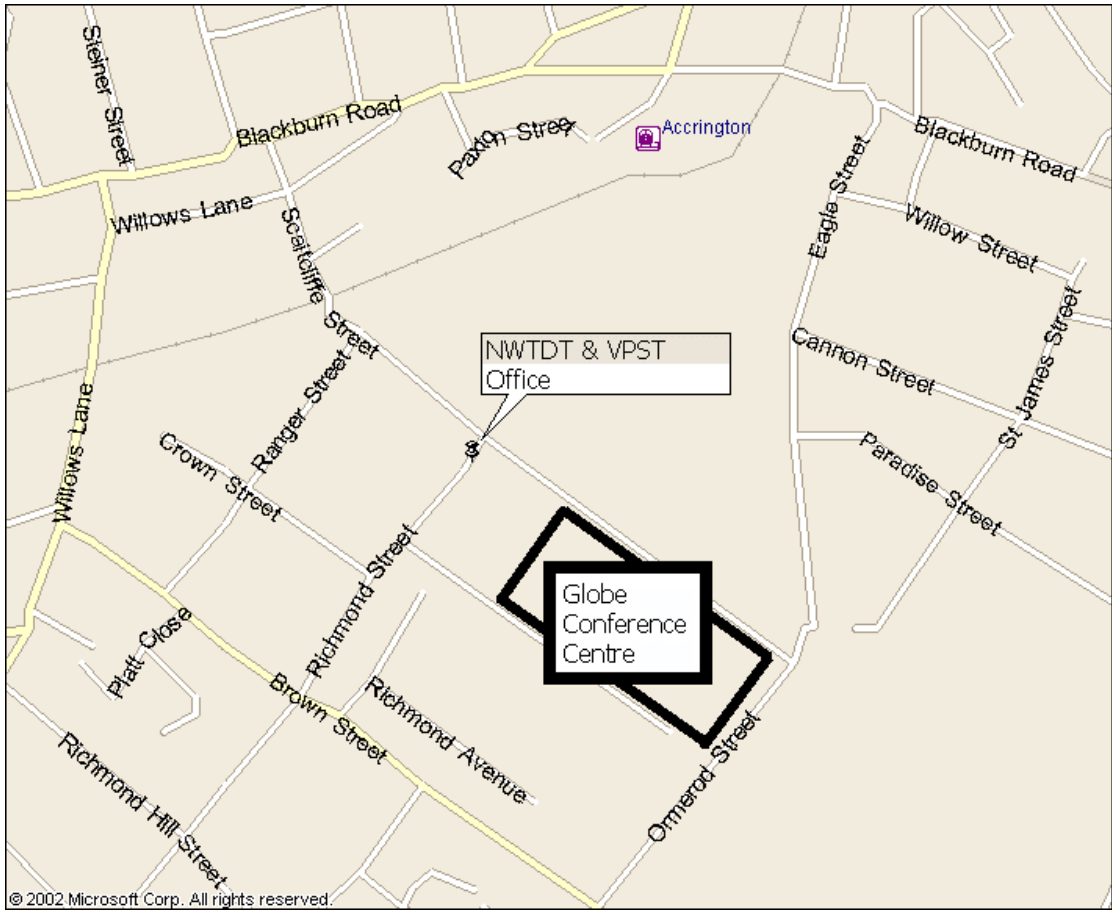 Steiner Street
Blackburn Road
Paxton Street
Accrington
Blackburn Road
Willows Lane
Scaitcliffe Street
Eagle Street
Willow Street
NWTDT & VPST
Office
Cannon Street
St James Street
Ranger Street
Willows Lane
Crown Street
Paradise Street
Richmond Street
Globe
Conference
Centre
Platt Close
Brown Street
Richmond Avenue
Ormerod Street
Richmond Hill Street
© 2002 Microsoft Corp. All rights reserved.